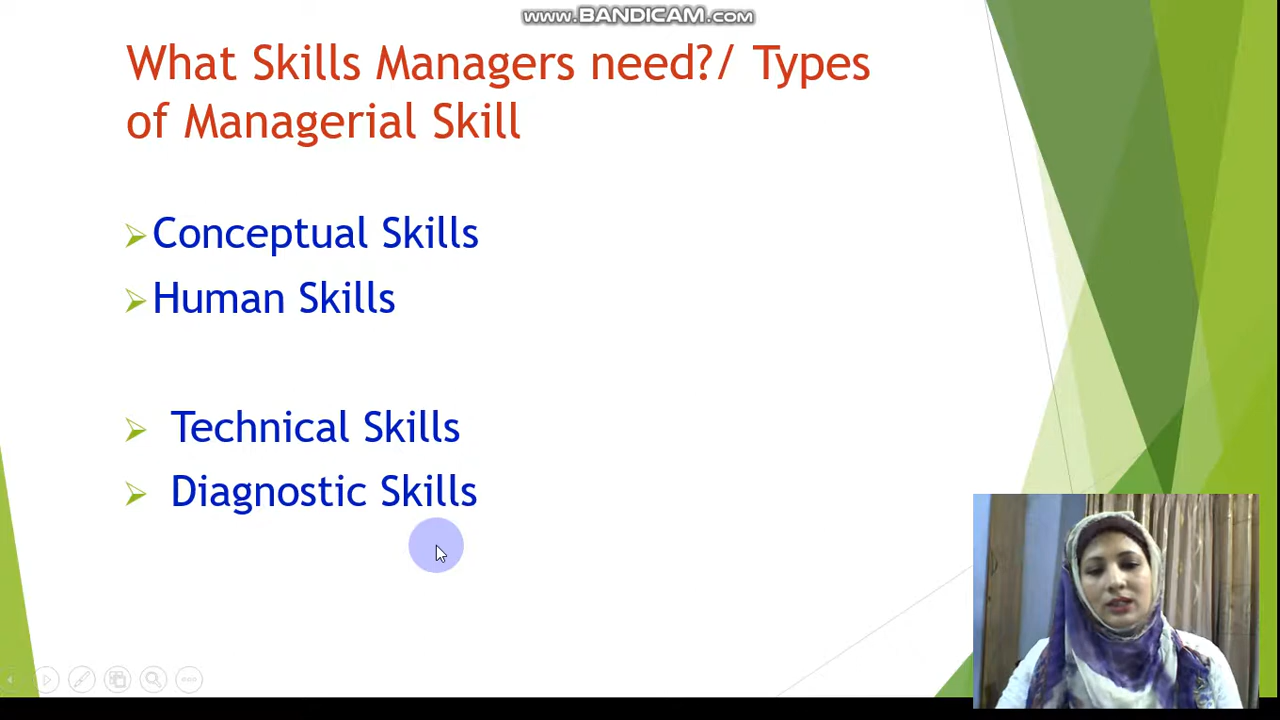 www.BANDICAM.com
What Skills Managers need?/ Types
of Managerial Skill
Conceptual Skills
Human Skills
Technical Skills
Diagnostic Skills